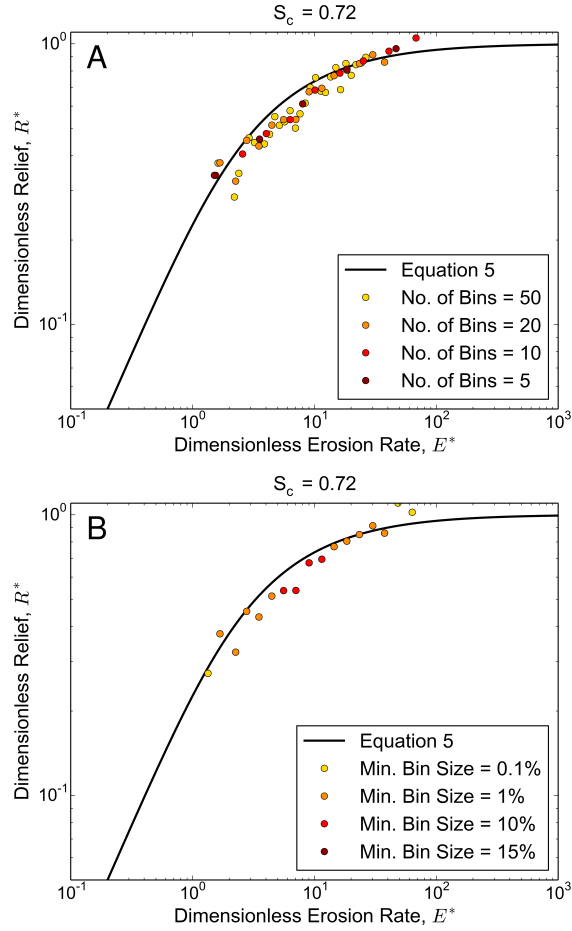 S_c = 0.72
A
10^0
10^-1
Dimensionless Relief, R*
Equation 5
No. of Bins = 50
No. of Bins = 20
No. of Bins = 10
No. of Bins = 5
10^-1 10^0 10^1 10^2 10^3
Dimensionless Erosion Rate, E*
S_c = 0.72
B
10^0
10^-1
Dimensionless Relief, R*
Equation 5
Min. Bin Size = 0.1%
Min. Bin Size = 1%
Min. Bin Size = 10%
Min. Bin Size = 15%
10^-1 10^0 10^1 10^2 10^3
Dimensionless Erosion Rate, E*